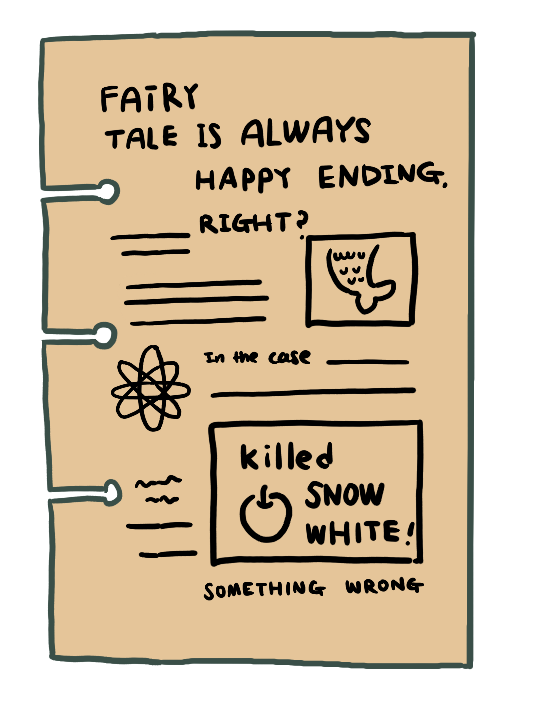 FAIRY
TALE IS ALWAYS
HAPPY ENDING.
RIGHT?
In the case
killed
SNOW
WHITE!
SOMETHING WRONG